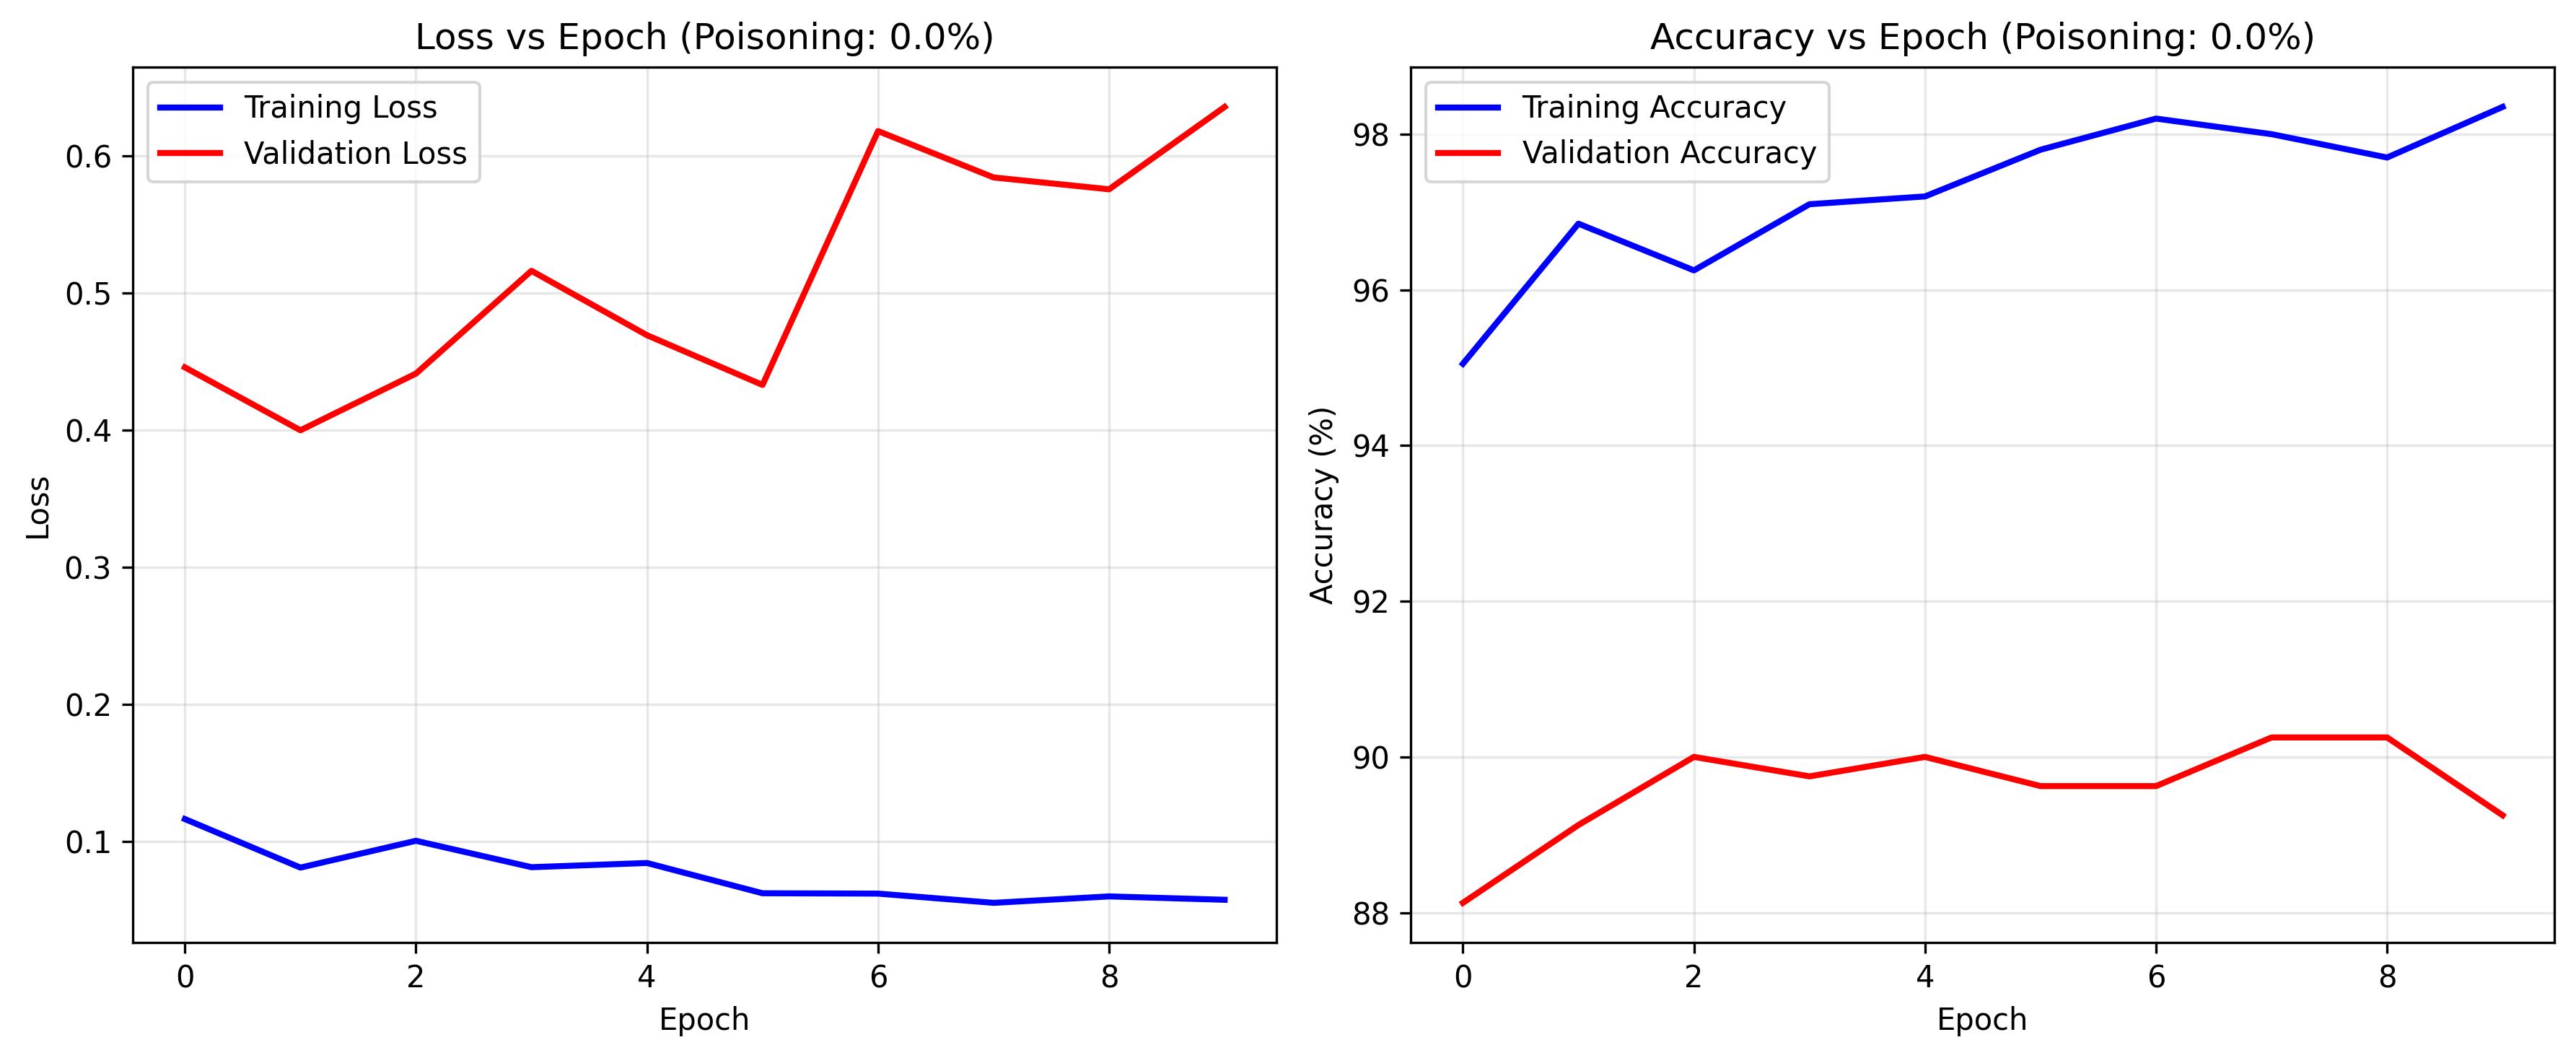 Loss vs Epoch (Poisoning: 0.0%)
Training Loss
Validation Loss
0.6
0.5
0.4
0.3
0.2
0.1
Loss
0 2 4 6 8
Epoch
Accuracy vs Epoch (Poisoning: 0.0%)
Training Accuracy
Validation Accuracy
98
96
94
92
90
88
Accuracy (%)
0 2 4 6 8
Epoch